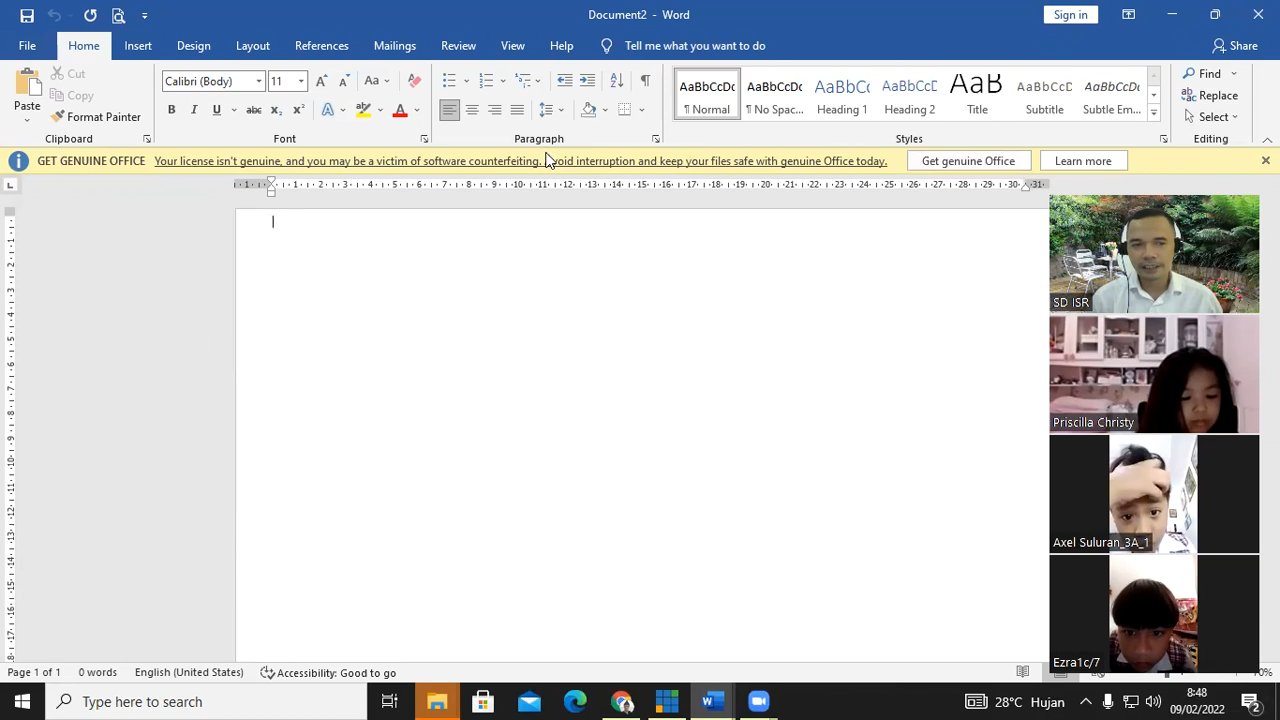 Document2 - Word
Sign in
File
Home
Insert
Design
Layout
References
Mailings
Review
View
Help
Tell me what you want to do
Share
Paste
Cut
Copy
Format Painter
Clipboard
Calibri (Body)
11
Font
Paragraph
AaBbCcDd
¶ Normal
AaBbCcDd
¶ No Spac...
AaBbCc
Heading 1
AaBbCcD
Heading 2
AaB
Title
AaBbCcD
Subtitle
AaBbCcDd
Subtle Em...
Styles
Find
Replace
Select
Editing
GET GENUINE OFFICE
Your license isn't genuine, and you may be a victim of software counterfeiting. Avoid interruption and keep your files safe with genuine Office today.
Get genuine Office
Learn more
SD ISR
Priscilla Christy
Axel Suluran_3A_1
Ezra1c/7
Page 1 of 1
0 words
English (United States)
Accessibility: Good to go
Type here to search
28°C Hujan
8:48
09/02/2022
2